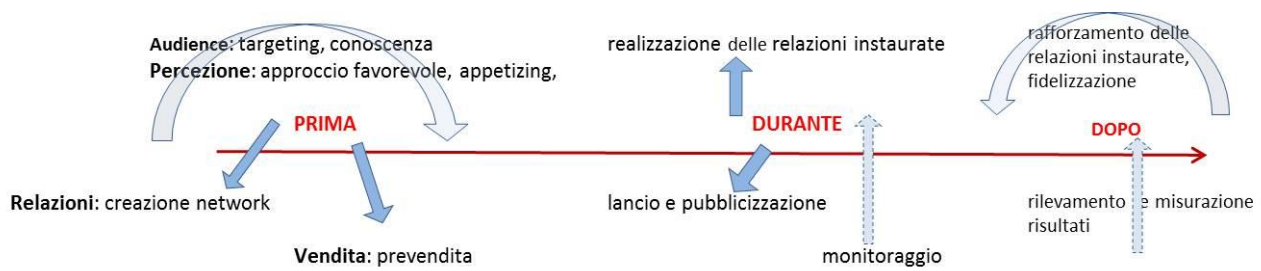 Audience: targeting, conoscenza
Percezione: approccio favorevole, appetizing,
PRIMA
Relazioni: creazione network
Vendita: prevendita
realizzazione delle relazioni instaurate
DURANTE
lancio e pubblicizzazione
monitoraggio
rafforzamento delle
relazioni instaurate,
fidelizzazione
DOPO
rilevamento e misurazione
risultati